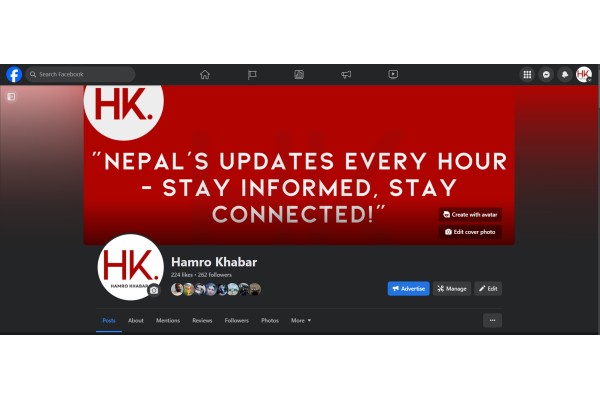 Search Facebook
HK.
HK.
"NEPAL'S UPDATES EVERY HOUR
- STAY INFORMED, STAY
CONNECTED!"
Create with avatar
Edit cover photo
HK.
HAMRO KHABAR
Hamro Khabar
224 likes • 262 followers
Advertise
Manage
Edit
Posts
About
Mentions
Reviews
Followers
Photos
More